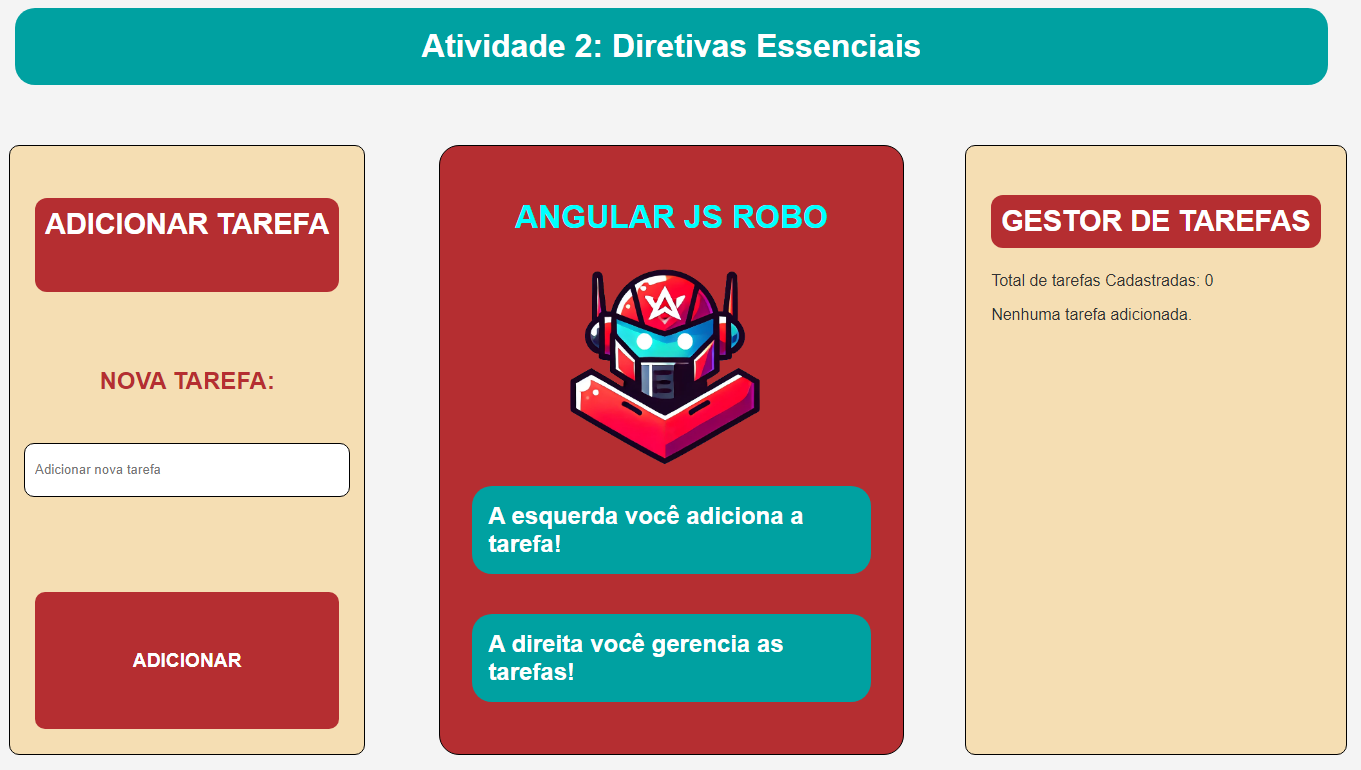 Atividade 2: Diretivas Essenciais
ADICIONAR TAREFA
NOVA TAREFA:
Adicionar nova tarefa
ADICIONAR
ANGULAR JS ROBO
A esquerda você adiciona a
tarefa!
A direita você gerencia as
tarefas!
GESTOR DE TAREFAS
Total de tarefas Cadastradas: 0
Nenhuma tarefa adicionada.